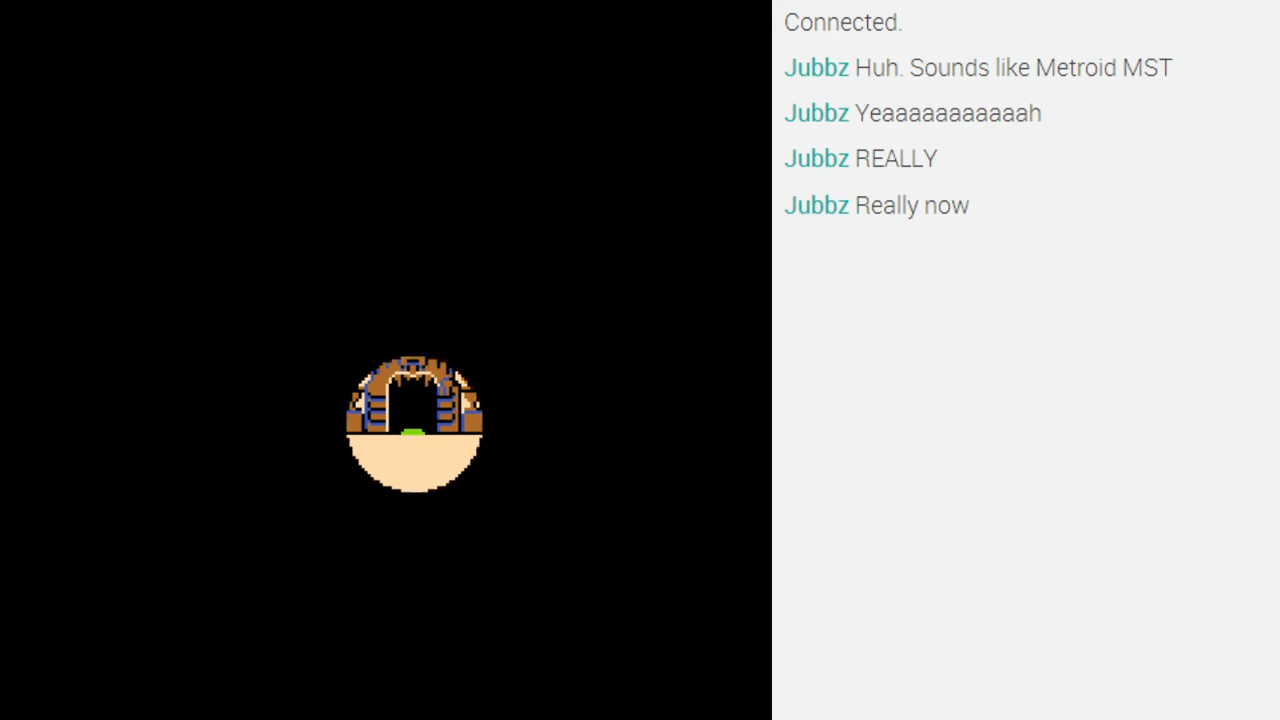 Connected.
Jubbz Huh. Sounds like Metroid MST
Jubbz Yeaaaaaaaaaaah
Jubbz REALLY
Jubbz Really now